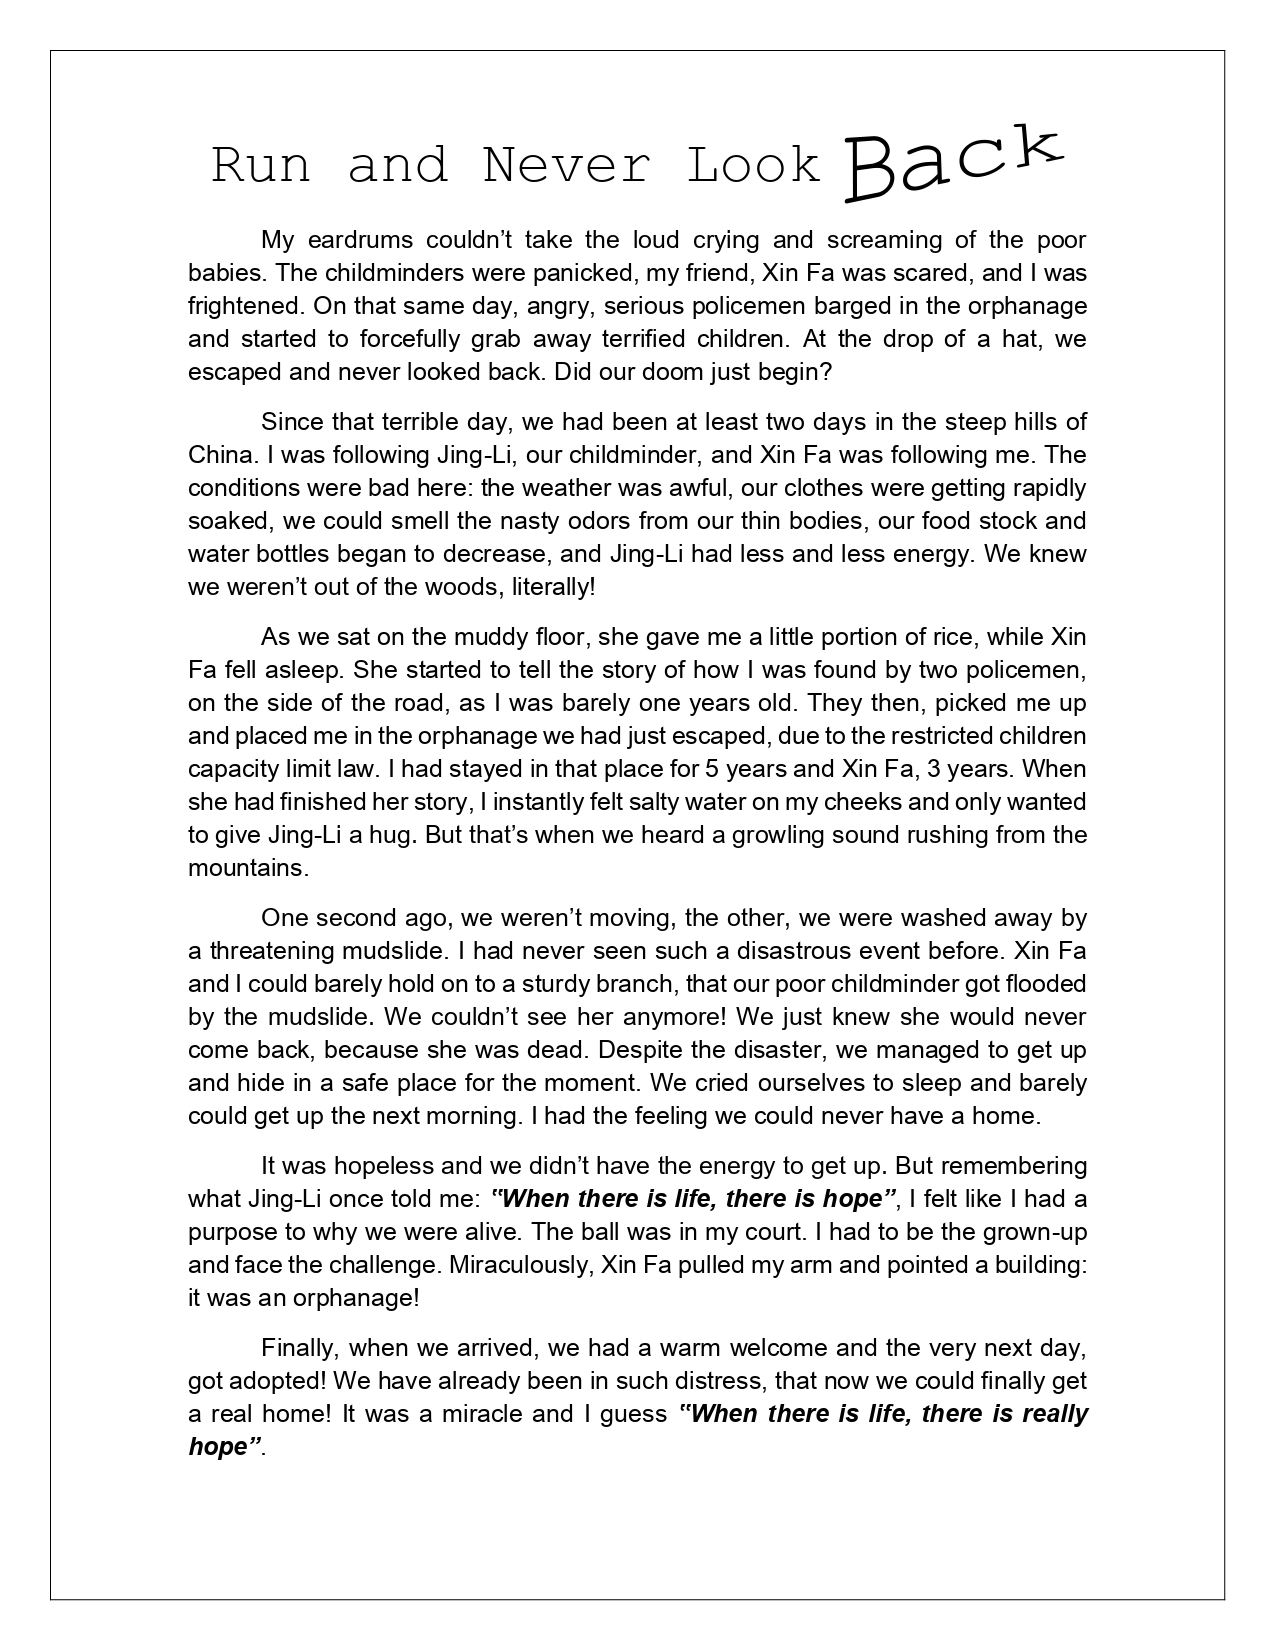 Run and Never Look Back
My eardrums couldn’t take the loud crying and screaming of the poor
babies. The childminders were panicked, my friend, Xin Fa was scared, and I was
frightened. On that same day, angry, serious policemen barged in the orphanage
and started to forcefully grab away terrified children. At the drop of a hat, we
escaped and never looked back. Did our doom just begin?
Since that terrible day, we had been at least two days in the steep hills of
China. I was following Jing-Li, our childminder, and Xin Fa was following me. The
conditions were bad here: the weather was awful, our clothes were getting rapidly
soaked, we could smell the nasty odors from our thin bodies, our food stock and
water bottles began to decrease, and Jing-Li had less and less energy. We knew
we weren’t out of the woods, literally!
As we sat on the muddy floor, she gave me a little portion of rice, while Xin
Fa fell asleep. She started to tell the story of how I was found by two policemen,
on the side of the road, as I was barely one years old. They then, picked me up
and placed me in the orphanage we had just escaped, due to the restricted children
capacity limit law. I had stayed in that place for 5 years and Xin Fa, 3 years. When
she had finished her story, I instantly felt salty water on my cheeks and only wanted
to give Jing-Li a hug. But that’s when we heard a growling sound rushing from the
mountains.
One second ago, we weren’t moving, the other, we were washed away by
a threatening mudslide. I had never seen such a disastrous event before. Xin Fa
and I could barely hold on to a sturdy branch, that our poor childminder got flooded
by the mudslide. We couldn’t see her anymore! We just knew she would never
come back, because she was dead. Despite the disaster, we managed to get up
and hide in a safe place for the moment. We cried ourselves to sleep and barely
could get up the next morning. I had the feeling we could never have a home.
It was hopeless and we didn’t have the energy to get up. But remembering
what Jing-Li once told me: “When there is life, there is hope”, I felt like I had a
purpose to why we were alive. The ball was in my court. I had to be the grown-up
and face the challenge. Miraculously, Xin Fa pulled my arm and pointed a building:
it was an orphanage!
Finally, when we arrived, we had a warm welcome and the very next day,
got adopted! We have already been in such distress, that now we could finally get
a real home! It was a miracle and I guess “When there is life, there is really
hope”.